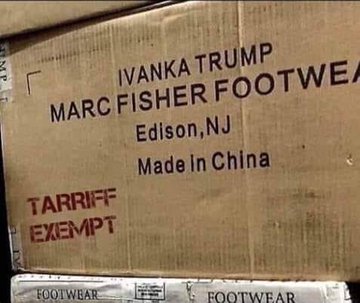 IVANKA TRUMP
MARC FISHER FOOTWEA
Edison, NJ
Made in China
TARRIFF
EXEMPT
FOOTWEAR
FOOTWEAR